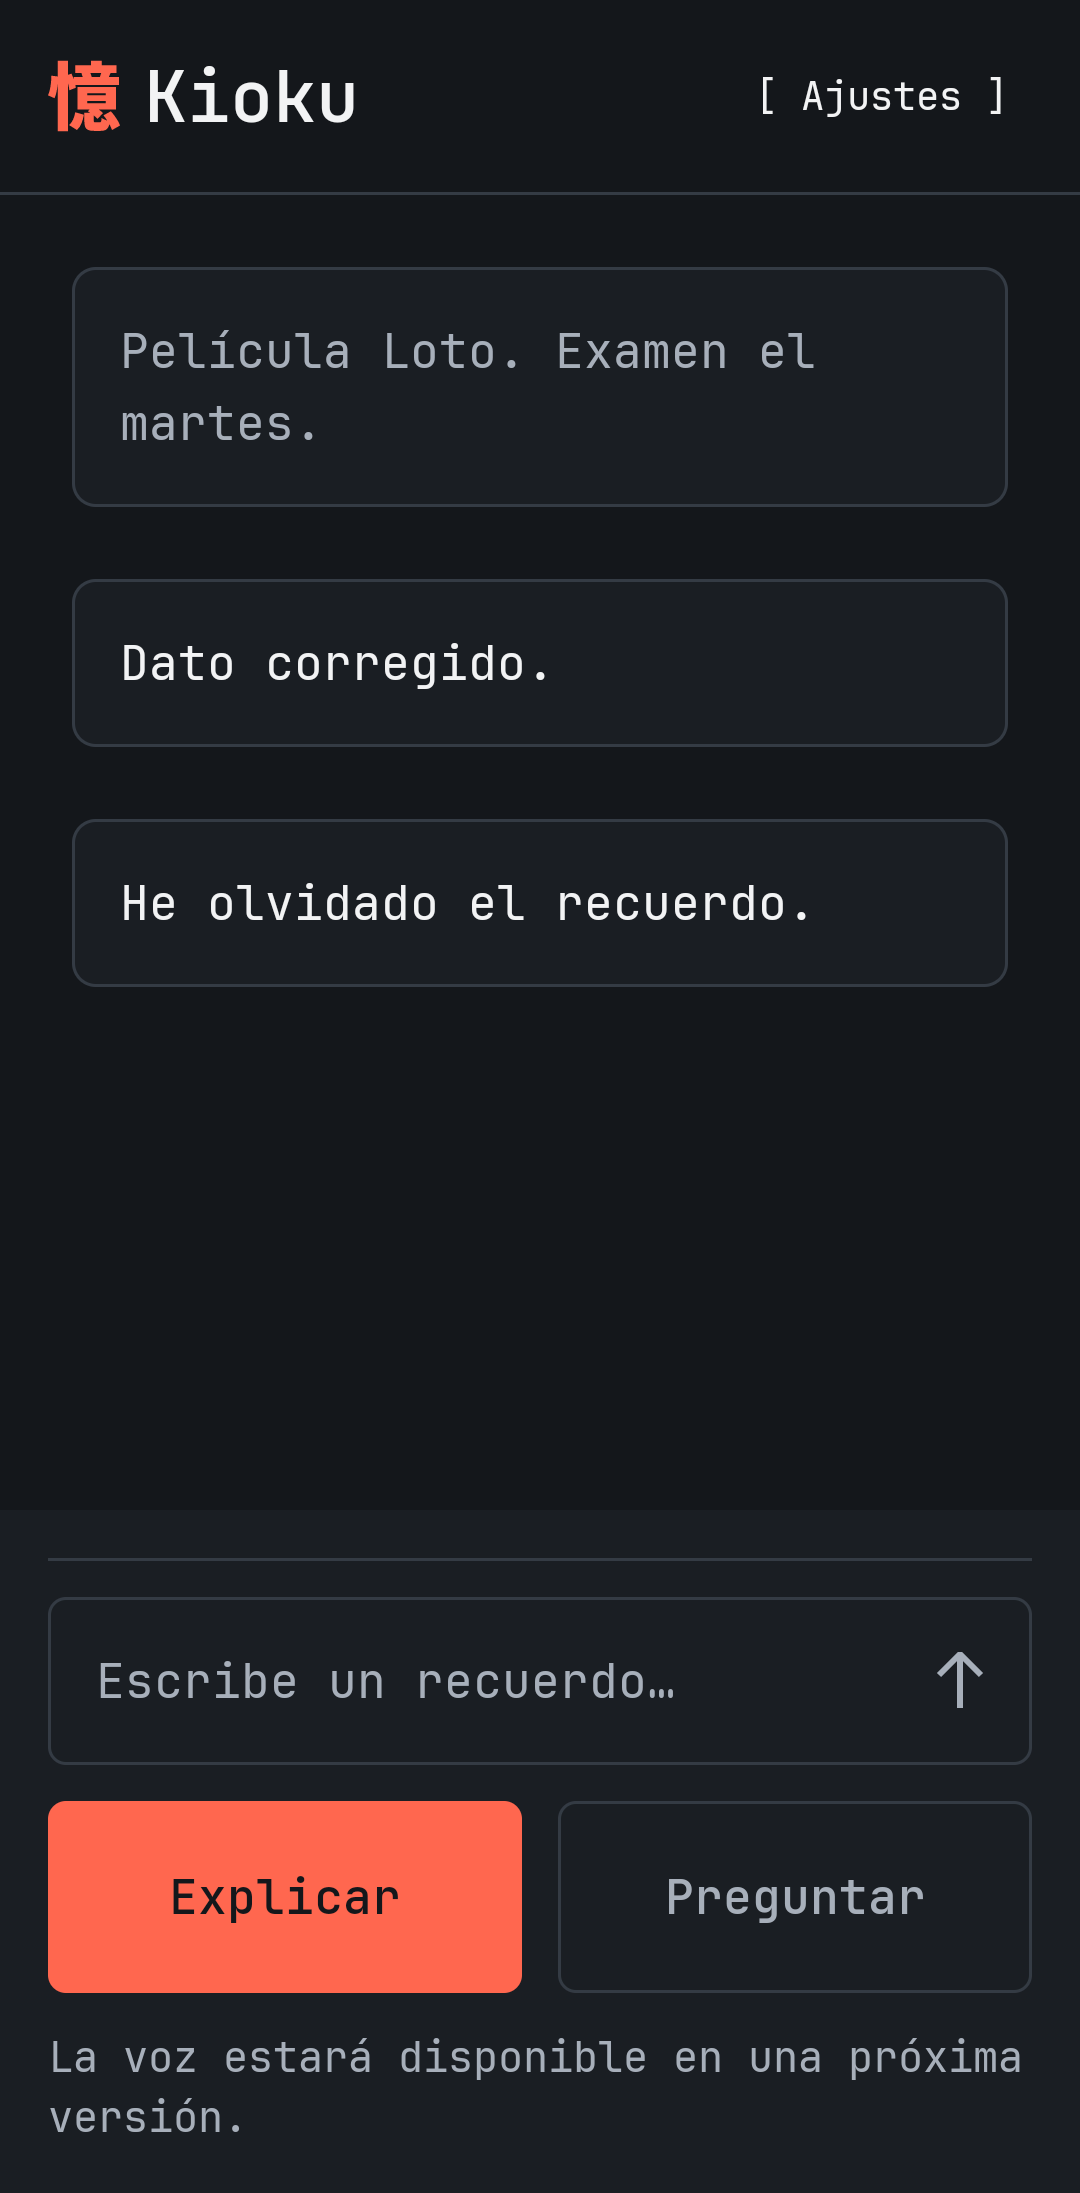 憶 Kioku
[ Ajustes ]
Película Loto. Examen el
martes.
Dato corregido.
He olvidado el recuerdo.
Escribe un recuerdo… ↑
Explicar
Preguntar
La voz estará disponible en una próxima
versión.